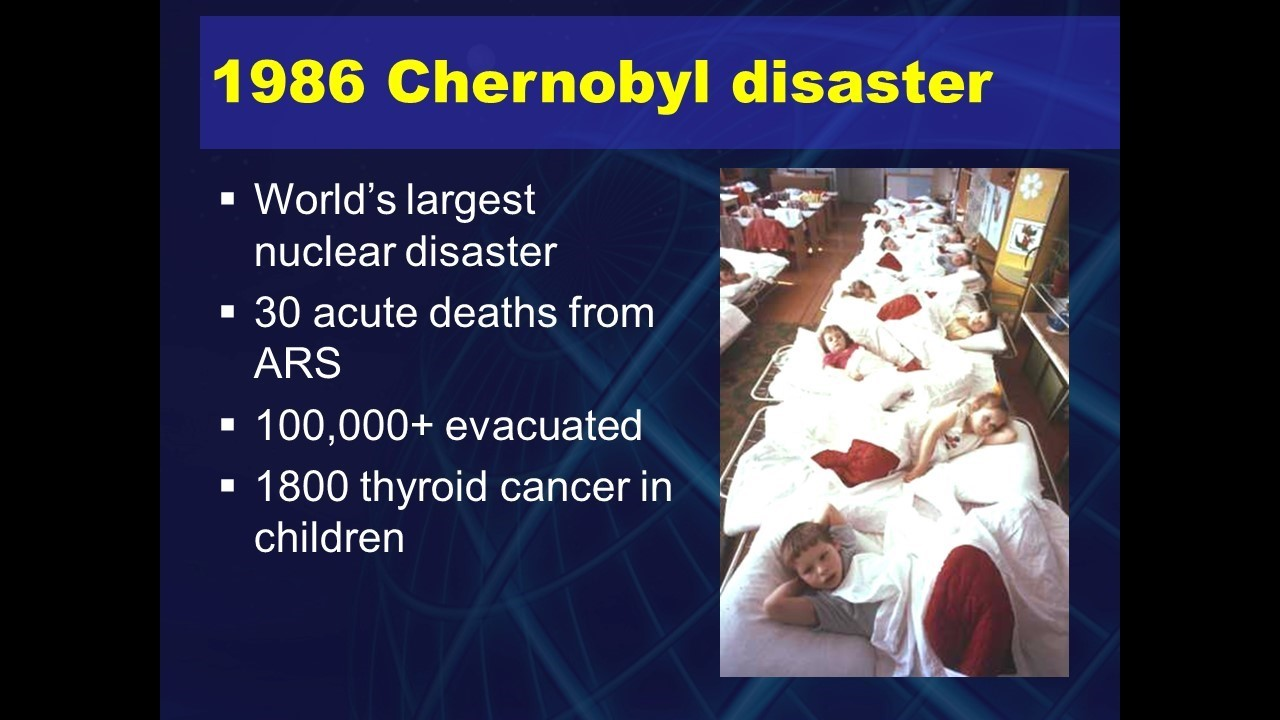 1986 Chernobyl disaster
▪ World’s largest
nuclear disaster
▪ 30 acute deaths from
ARS
▪ 100,000+ evacuated
▪ 1800 thyroid cancer in
children